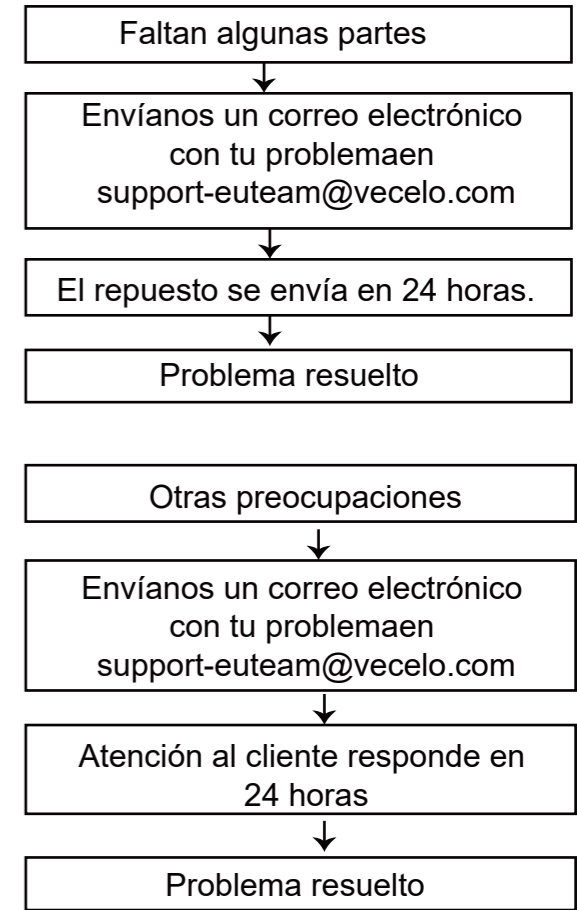 Faltan algunas partes
Envíanos un correo electrónico
con tu problemaen
support-euteam@vecelo.com
El repuesto se envía en 24 horas.
Problema resuelto
Otras preocupaciones
Envíanos un correo electrónico
con tu problemaen
support-euteam@vecelo.com
Atención al cliente responde en
24 horas
Problema resuelto